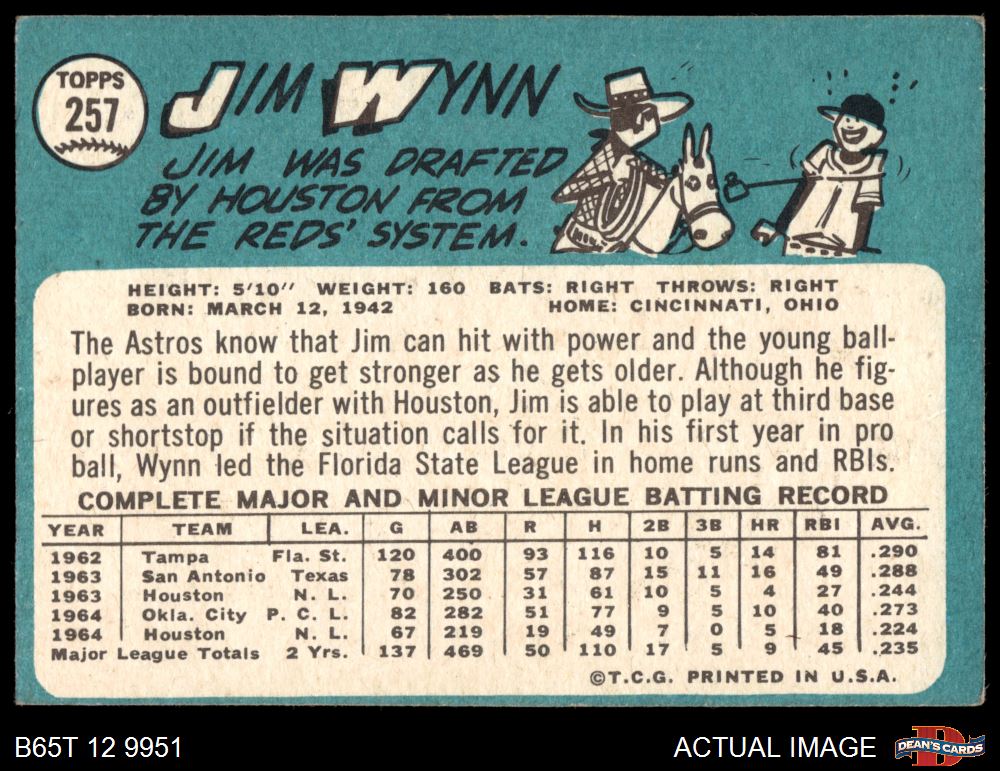 TOPPS
257
JIM WYNN
JIM WAS DRAFTED
BY HOUSTON FROM
THE REDS' SYSTEM.
HEIGHT: 5'10" WEIGHT: 160 BATS: RIGHT THROWS: RIGHT
BORN: MARCH 12, 1942 HOME: CINCINNATI, OHIO
The Astros know that Jim can hit with power and the young ball-
player is bound to get stronger as he gets older. Although he fig-
ures as an outfielder with Houston, Jim is able to play at third base
or shortstop if the situation calls for it. In his first year in pro
ball, Wynn led the Florida State League in home runs and RBIs.
COMPLETE MAJOR AND MINOR LEAGUE BATTING RECORD
YEAR TEAM LEA. G AB R H 2B 3B HR RBI AVG.
1962 Tampa Fla. St. 120 400 93 116 10 5 14 81 .290
1963 San Antonio Texas 78 302 57 87 15 11 16 49 .288
1963 Houston N. L. 70 250 31 61 10 5 4 27 .244
1964 Okla. City P. C. L. 82 282 51 77 9 5 10 40 .273
1964 Houston N. L. 67 219 19 49 7 0 5 18 .224
Major League Totals 2 Yrs. 137 469 50 110 17 5 9 45 .235
©T.C.G. PRINTED IN U.S.A.
B65T 12 9951 ACTUAL IMAGE DEAN'S CARDS